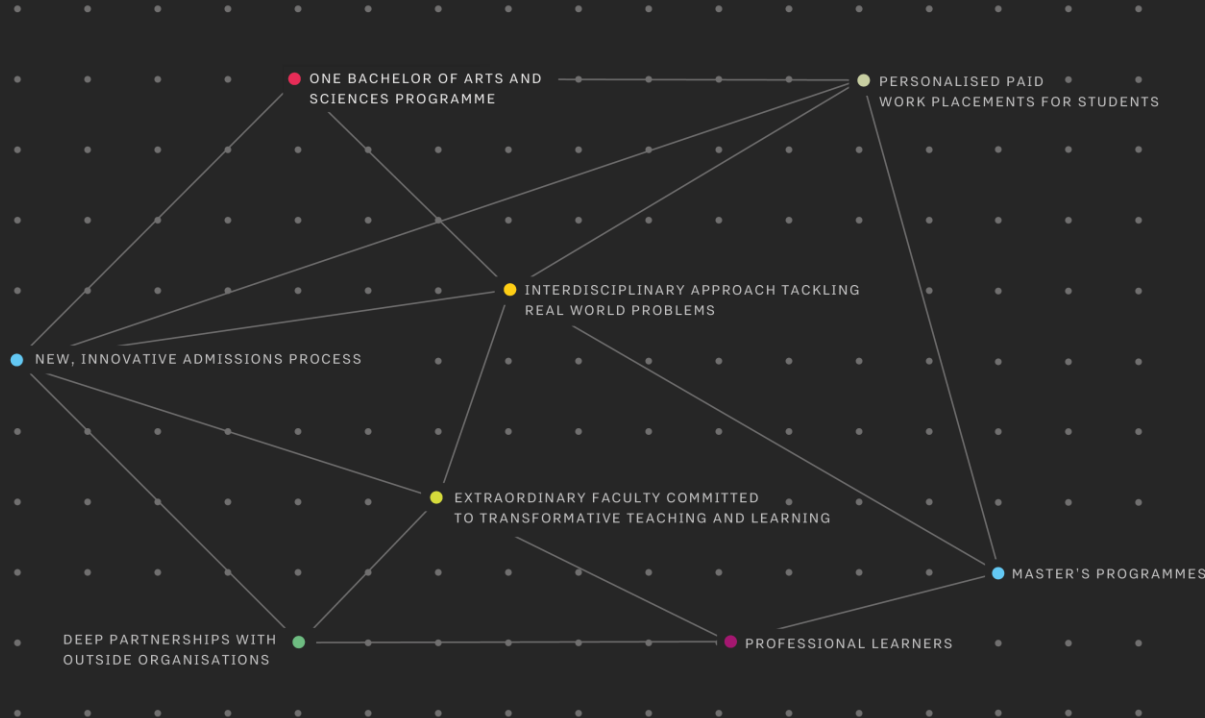 ONE BACHELOR OF ARTS AND
SCIENCES PROGRAMME
PERSONALISED PAID
WORK PLACEMENTS FOR STUDENTS
INTERDISCIPLINARY APPROACH TACKLING
REAL WORLD PROBLEMS
NEW, INNOVATIVE ADMISSIONS PROCESS
EXTRAORDINARY FACULTY COMMITTED
TO TRANSFORMATIVE TEACHING AND LEARNING
MASTER'S PROGRAMMES
DEEP PARTNERSHIPS WITH
OUTSIDE ORGANISATIONS
PROFESSIONAL LEARNERS